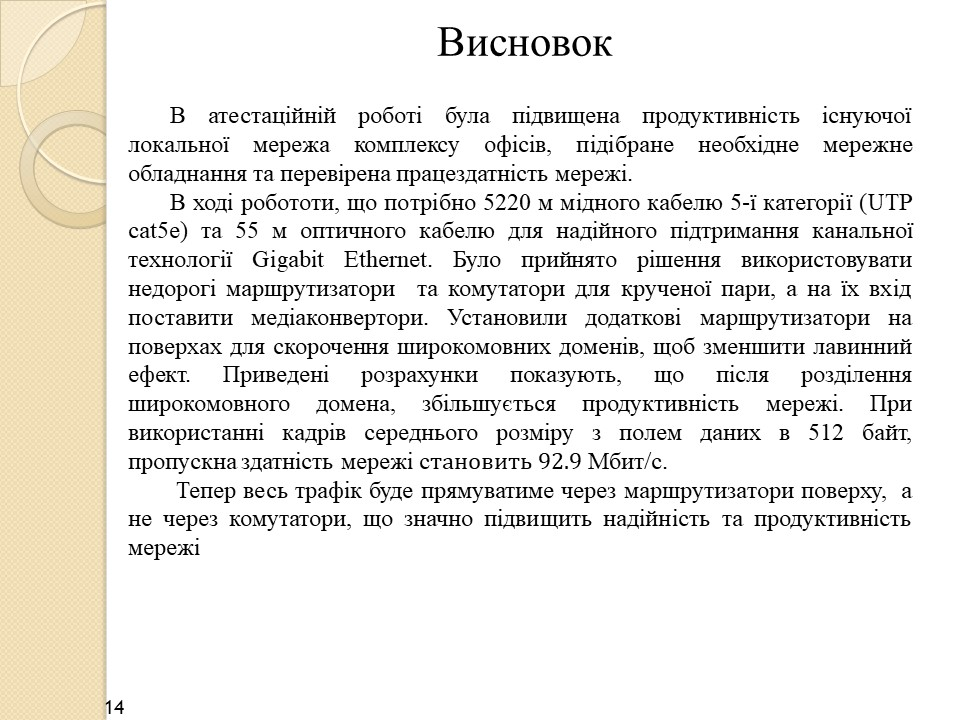 Висновок
В атестаційній роботі була підвищена продуктивність існуючої
локальної мережа комплексу офісів, підібране необхідне мережне
обладнання та перевірена працездатність мережі.
В ході робототи, що потрібно 5220 м мідного кабелю 5-ї категорії (UTP
cat5e) та 55 м оптичного кабелю для надійного підтримання канальної
технології Gigabit Ethernet. Було прийнято рішення використовувати
недорогі маршрутизатори та комутатори для крученої пари, а на їх вхід
поставити медіаконвертори. Установили додаткові маршрутизатори на
поверхах для скорочення широкомовних доменів, щоб зменшити лавинний
ефект. Приведені розрахунки показують, що після розділення
широкомовного домена, збільшується продуктивність мережі. При
використанні кадрів середнього розміру з полем даних в 512 байт,
пропускна здатність мережі становить 92.9 Мбит/с.
Тепер весь трафік буде прямуватиме через маршрутизатори поверху, а
не через комутатори, що значно підвищить надійність та продуктивність
мережі
14